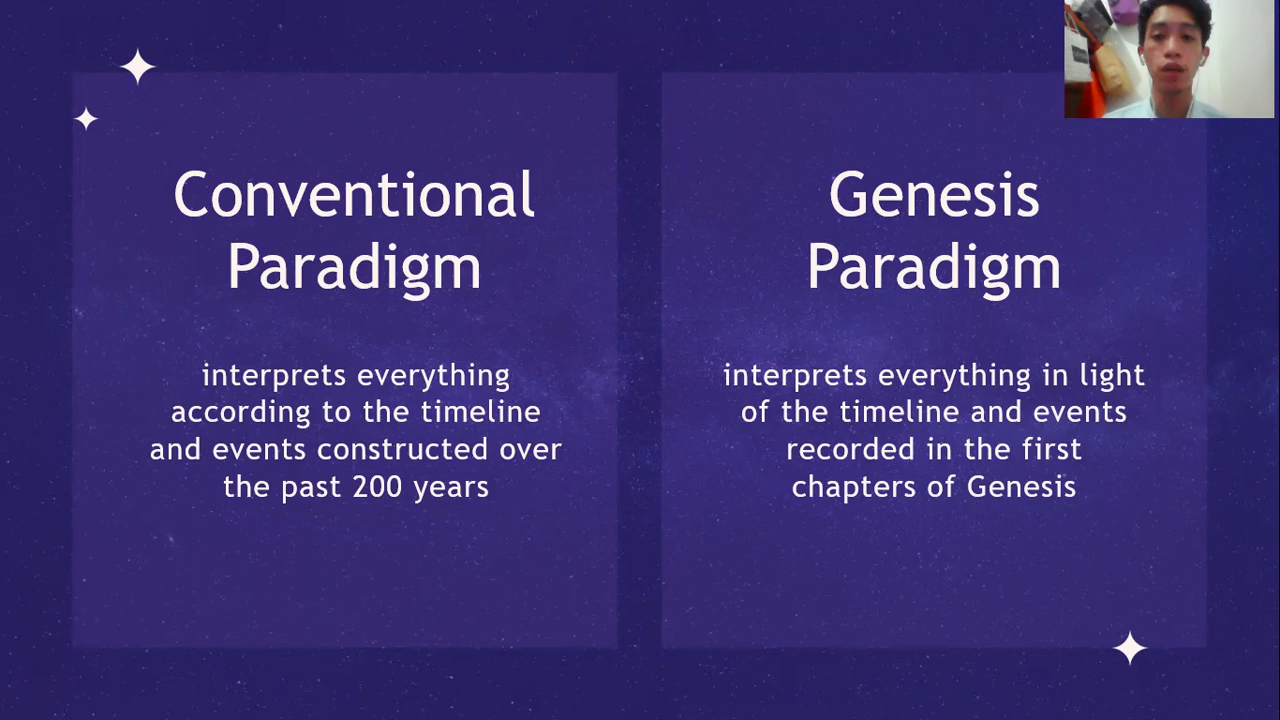 Conventional
Paradigm
interprets everything
according to the timeline
and events constructed over
the past 200 years
Genesis
Paradigm
interprets everything in light
of the timeline and events
recorded in the first
chapters of Genesis